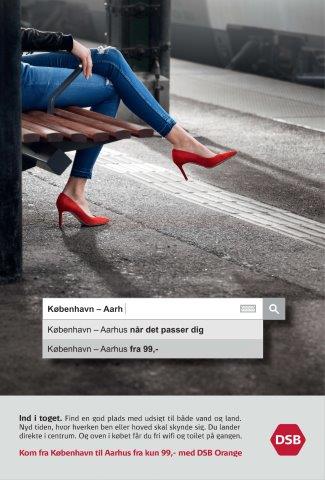 København – Aarh
København – Aarhus når det passer dig
København – Aarhus fra 99,-
Ind i toget. Find en god plads med udsigt til både vand og land.
Nyd tiden, hvor hverken ben eller hoved skal skynde sig. Du lander
direkte i centrum. Og oven i købet får du fri wifi og toilet på gangen.
Kom fra København til Aarhus fra kun 99,- med DSB Orange
DSB